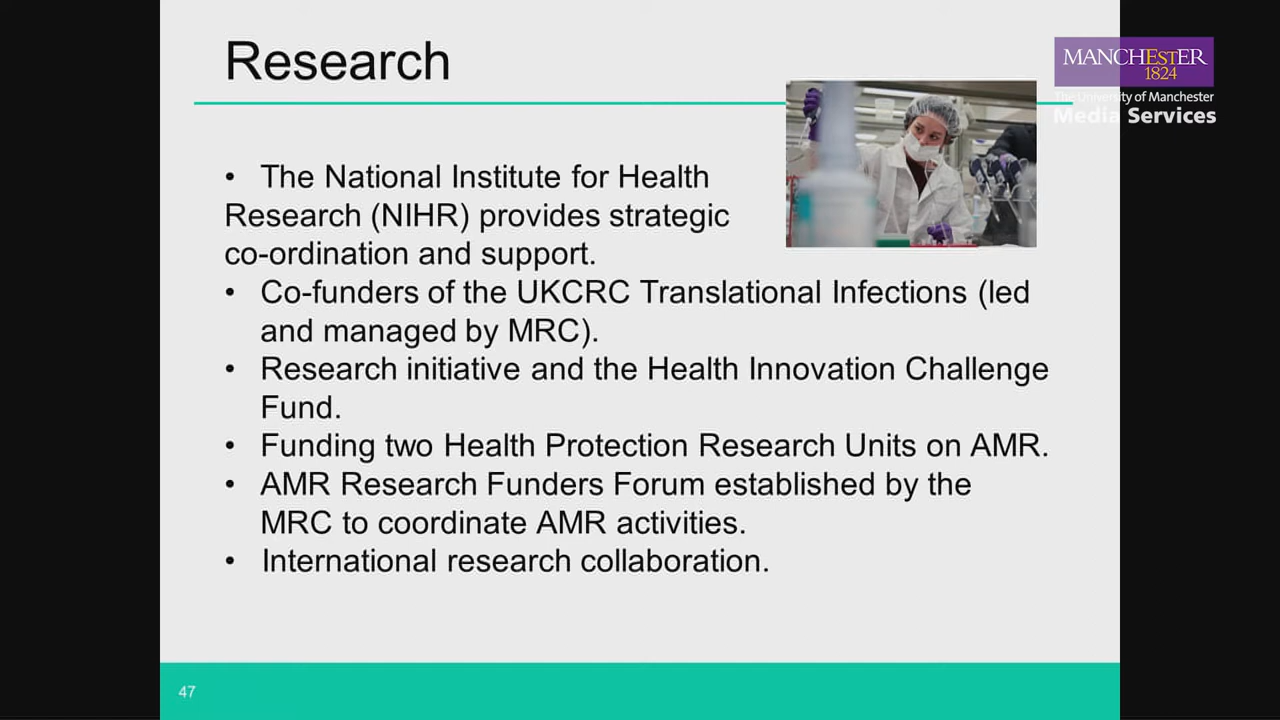 Research
MANCHESTER
1824
The University of Manchester
Media Services
• The National Institute for Health
Research (NIHR) provides strategic
co-ordination and support.
• Co-funders of the UKCRC Translational Infections (led
and managed by MRC).
• Research initiative and the Health Innovation Challenge
Fund.
• Funding two Health Protection Research Units on AMR.
• AMR Research Funders Forum established by the
MRC to coordinate AMR activities.
• International research collaboration.
47